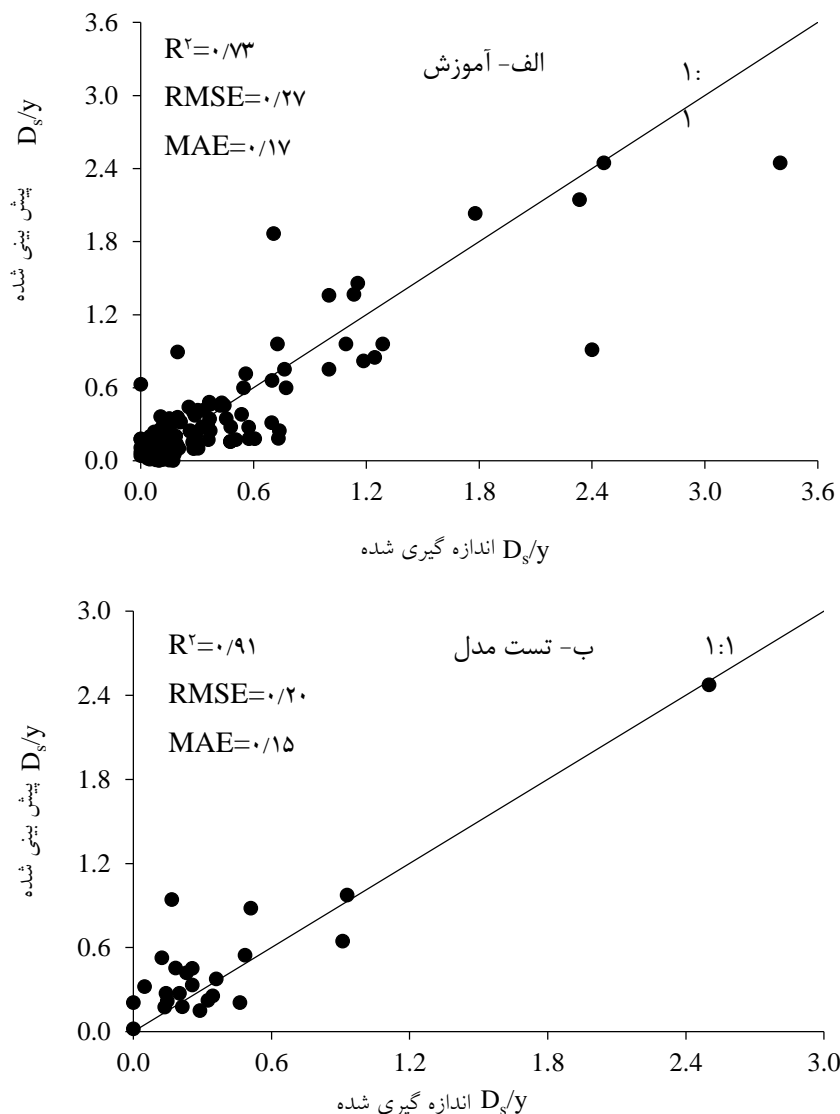 3.6
3.0
2.4
1.8
1.2
0.6
0.0
R²=۰/۷۳
RMSE=۰/۲۷
MAE=۰/۱۷
الف- آموزش
۱:
۱
D_s/y
پیش بینی شده
0.0 0.6 1.2 1.8 2.4 3.0 3.6
D_s/y اندازه گیری شده
3.0
2.4
1.8
1.2
0.6
0.0
R²=۰/۹۱
RMSE=۰/۲۰
MAE=۰/۱۵
ب- تست مدل
۱:۱
D_s/y پیش بینی شده
0.0 0.6 1.2 1.8 2.4 3.0
D_s/y اندازه گیری شده